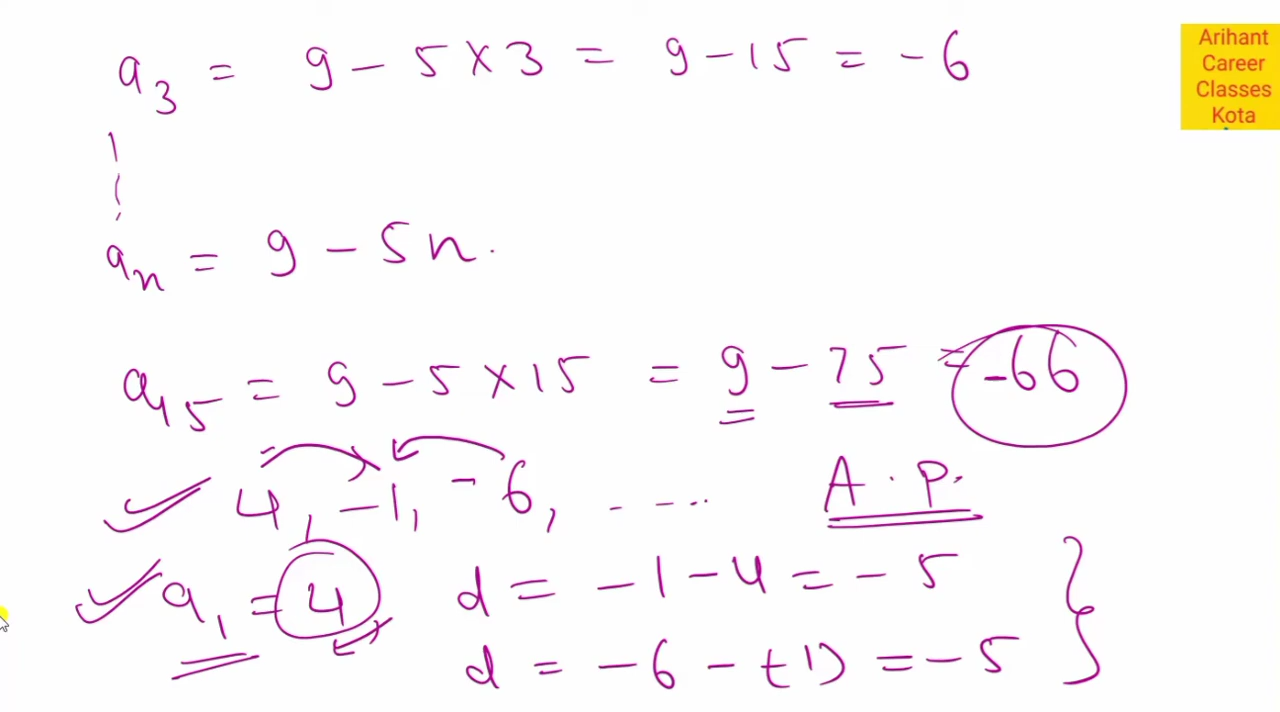 a₃ = 9 - 5×3 = 9-15 = -6
Arihant
Career
Classes
Kota
aₙ = 9 - 5n.
a₁₅ = 9 - 5×15 = 9 - 75 = -66
4, -1, -6, ..... A.P.
a₁ = 4 d = -1-4 = -5
d = -6 - (-1) = -5